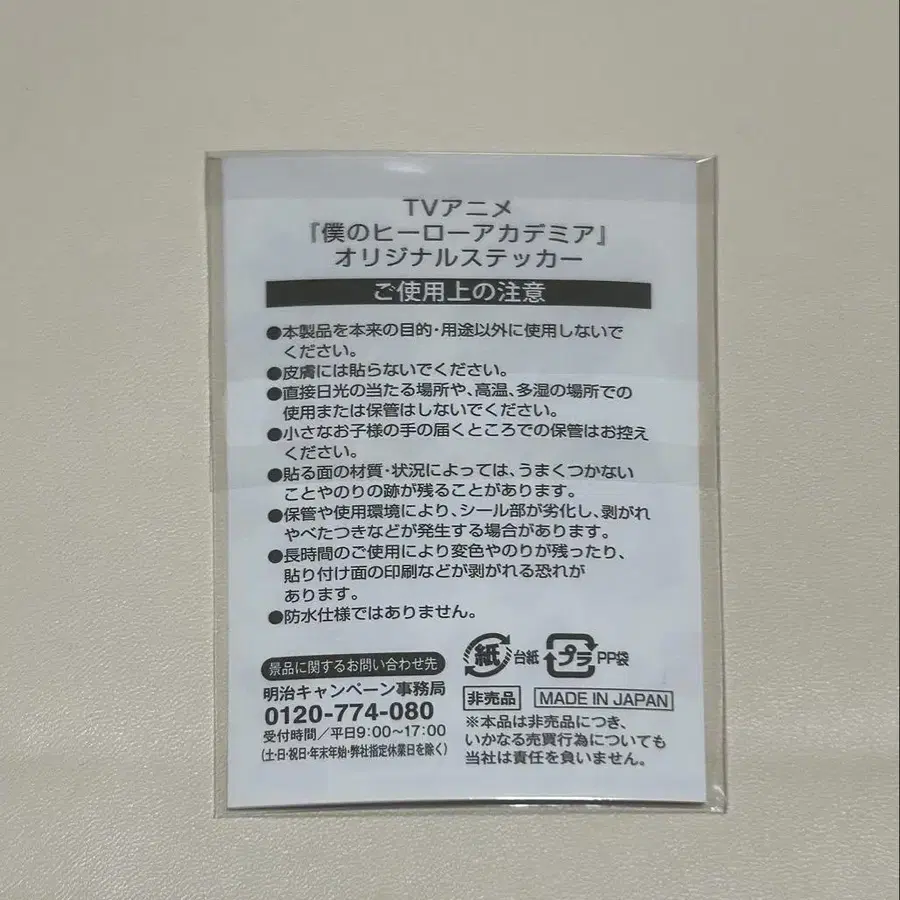 TVアニメ
『僕のヒーローアカデミア』
オリジナルステッカー
ご使用上の注意
●本製品を本来の目的・用途以外に使用しないで
ください。
●皮膚には貼らないでください。
●直接日光の当たる場所や、高温、多湿の場所での
使用または保管はしないでください。
●小さなお子様の手の届くところでの保管はお控え
ください。
●貼る面の材質・状況によっては、うまくつかない
ことやのりの跡が残ることがあります。
●保管や使用環境により、シール部が劣化し、剥がれ
やべたつきなどが発生する場合があります。
●長時間のご使用により変色やのりが残ったり、
貼り付け面の印刷などが剥がれる恐れが
あります。
●防水仕様ではありません。
景品に関するお問い合わせ先
明治キャンペーン事務局
0120-774-080
受付時間／平日9:00〜17:00
(土・日・祝日・年末年始・弊社指定休業日を除く)
紙 台紙 プラ PP袋
非売品 MADE IN JAPAN
※本品は非売品につき、
いかなる売買行為についても
当社は責任を負いません。